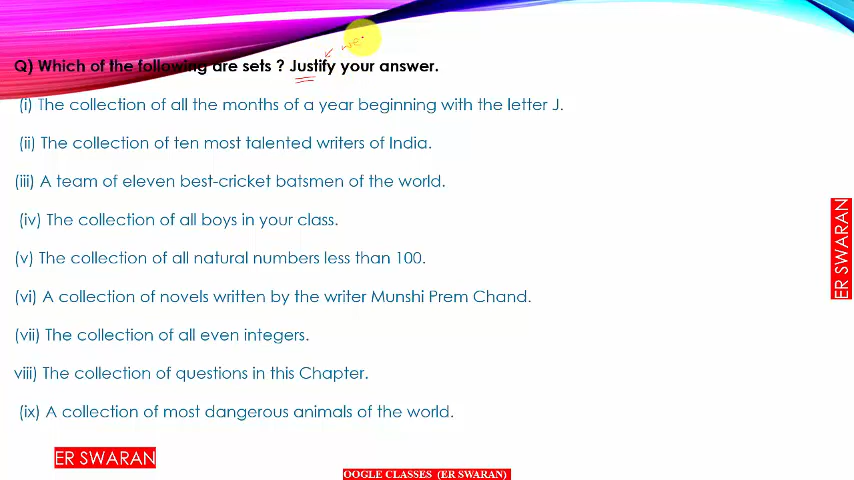 Q) Which of the following are sets ? Justify your answer.
(i) The collection of all the months of a year beginning with the letter J.
(ii) The collection of ten most talented writers of India.
(iii) A team of eleven best-cricket batsmen of the world.
(iv) The collection of all boys in your class.
(v) The collection of all natural numbers less than 100.
(vi) A collection of novels written by the writer Munshi Prem Chand.
(vii) The collection of all even integers.
viii) The collection of questions in this Chapter.
(ix) A collection of most dangerous animals of the world.
ER SWARAN
ER SWARAN
OOGLE CLASSES (ER SWARAN)